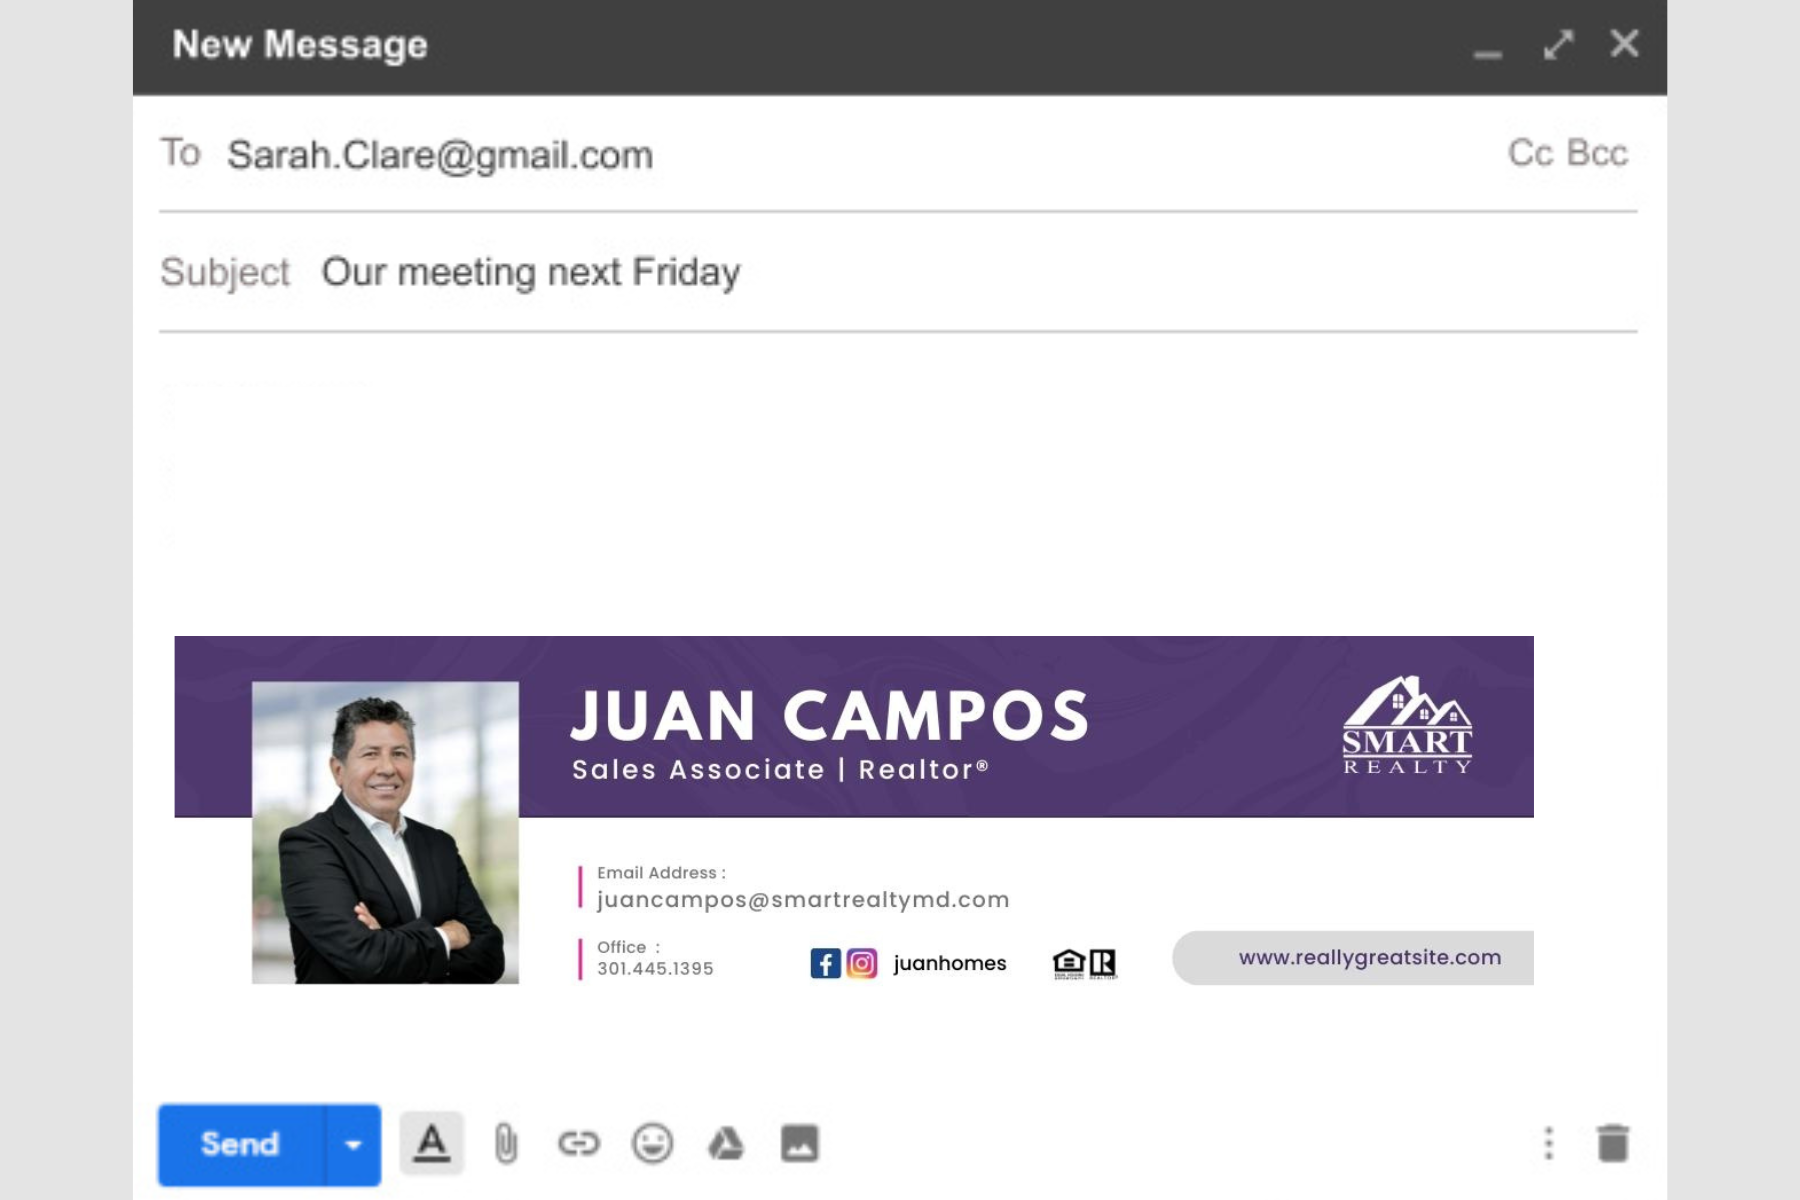 New Message
To Sarah.Clare@gmail.com Cc Bcc
Subject Our meeting next Friday
JUAN CAMPOS
Sales Associate | Realtor®
SMART
REALTY
Email Address :
juancampos@smartrealtymd.com
Office :
301.445.1395
juanhomes
www.reallygreatsite.com
Send